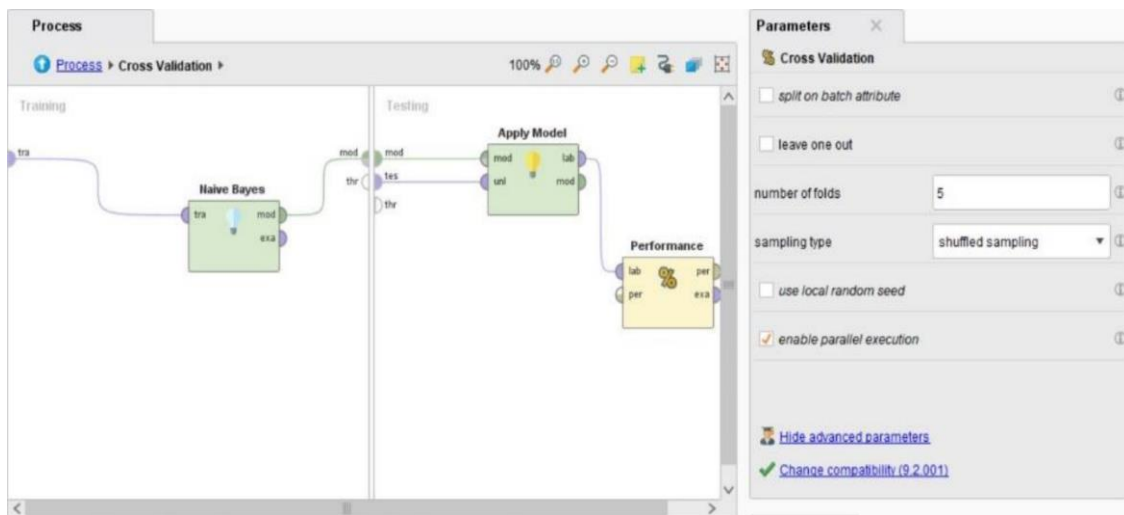 Process
Process ▸ Cross Validation ▸
100%
Training
Testing
tra
mod
thr
Naive Bayes
tra
mod
exa
mod
tes
thr
Apply Model
mod
unl
lab
mod
Performance
lab
per
per
exa
Parameters
Cross Validation
split on batch attribute
leave one out
number of folds
5
sampling type
shuffled sampling
use local random seed
enable parallel execution
Hide advanced parameters
Change compatibility (9.2.001)